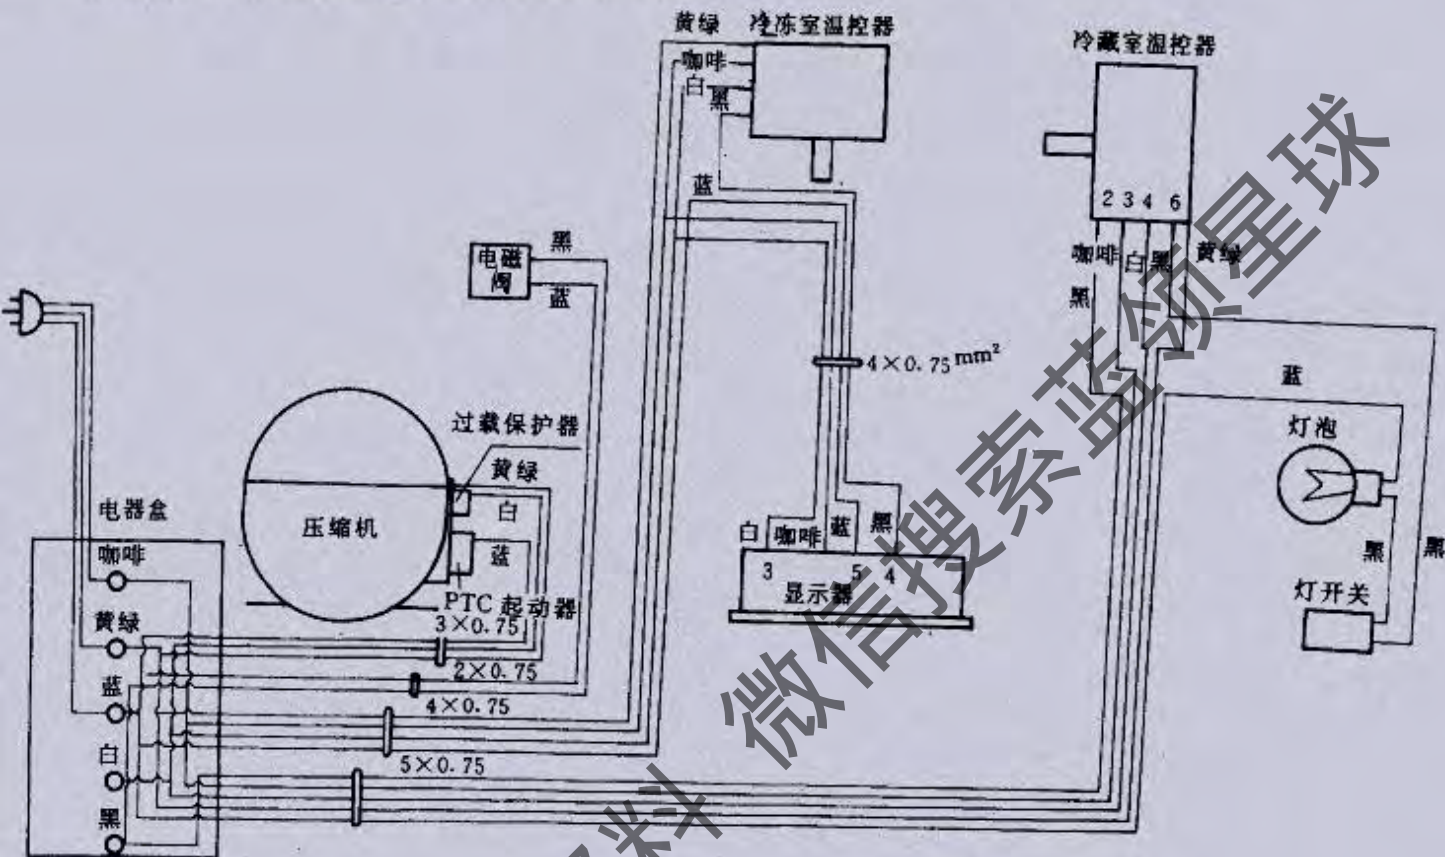 黄绿 冷冻室温控器
咖啡
白
黑
蓝
冷藏室温控器
2 3 4 6
咖啡 白 黑 黄绿
黑
电磁阀
黑
蓝
4×0.75mm²
蓝
灯泡
黑
黑
灯开关
过载保护器
黄绿
白
蓝
压缩机
PTC 起动器
电器盒
咖啡
黄绿
蓝
白
黑
3×0.75
2×0.75
4×0.75
5×0.75
白 咖啡 蓝 黑
3 5 4
显示器
微信搜索蓝领星球
资料